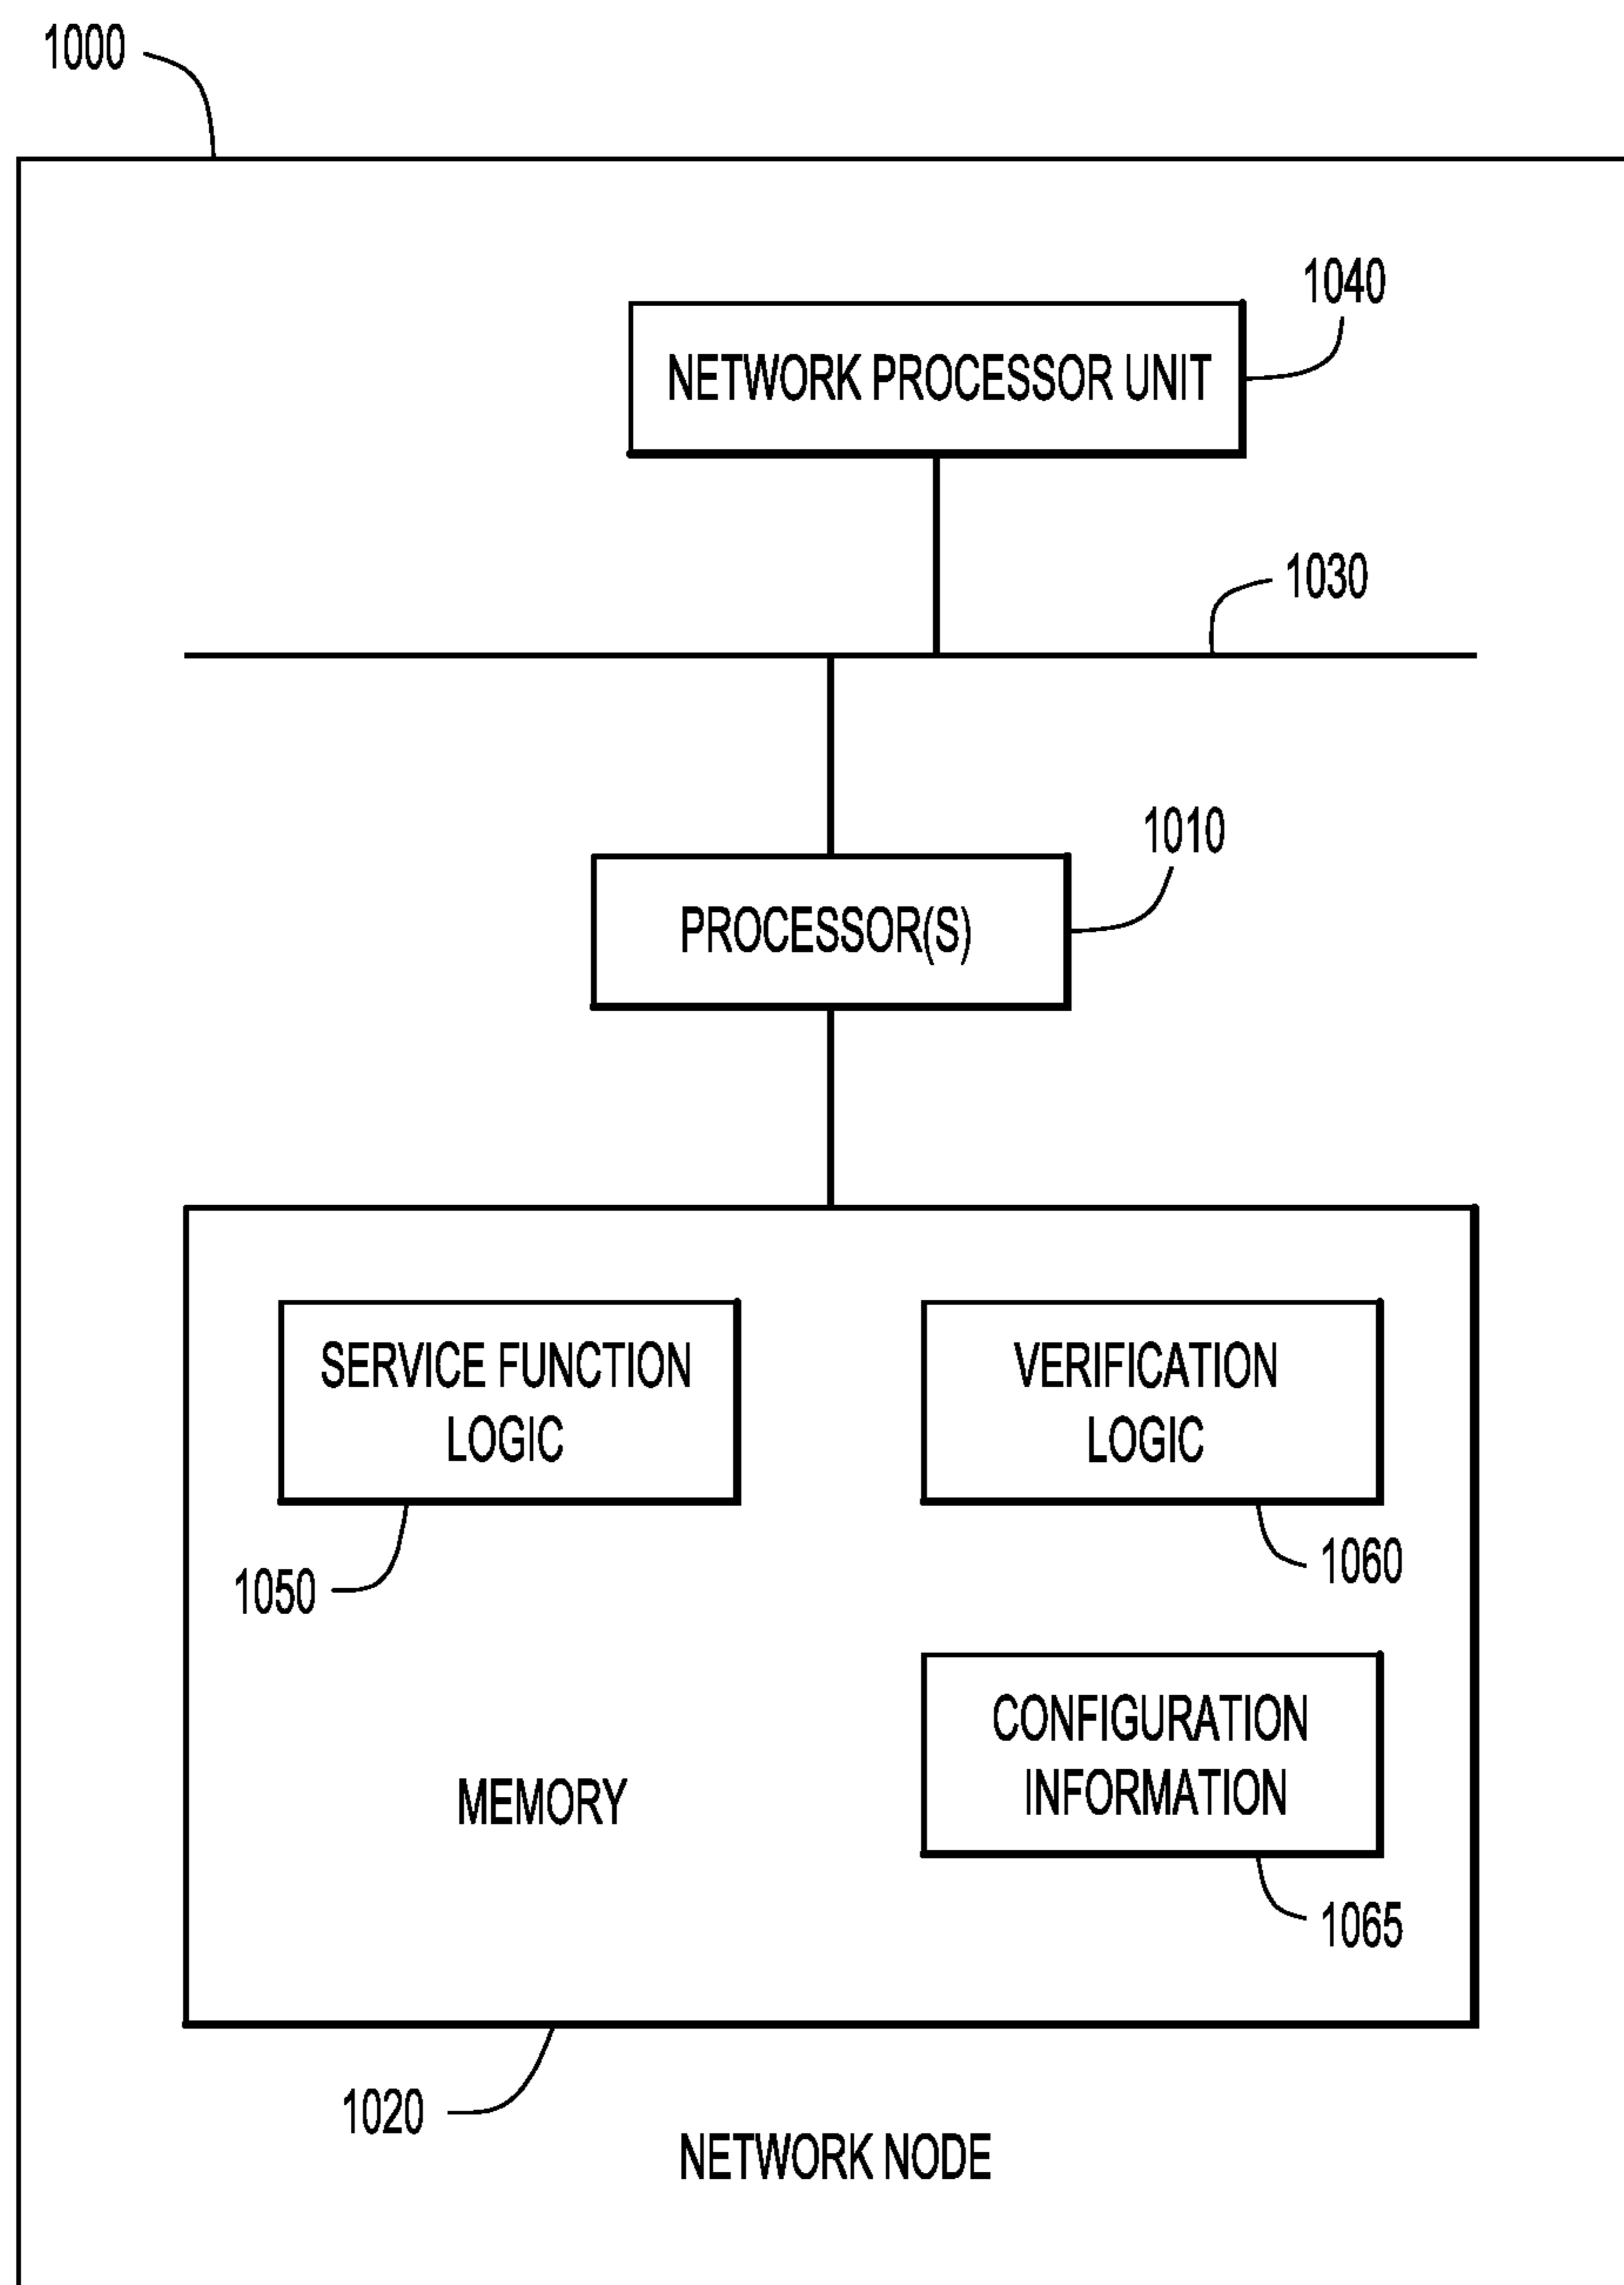 1000
1040
NETWORK PROCESSOR UNIT
1030
1010
PROCESSOR(S)
SERVICE FUNCTION
LOGIC
VERIFICATION
LOGIC
1050
1060
CONFIGURATION
INFORMATION
MEMORY
1065
1020
NETWORK NODE